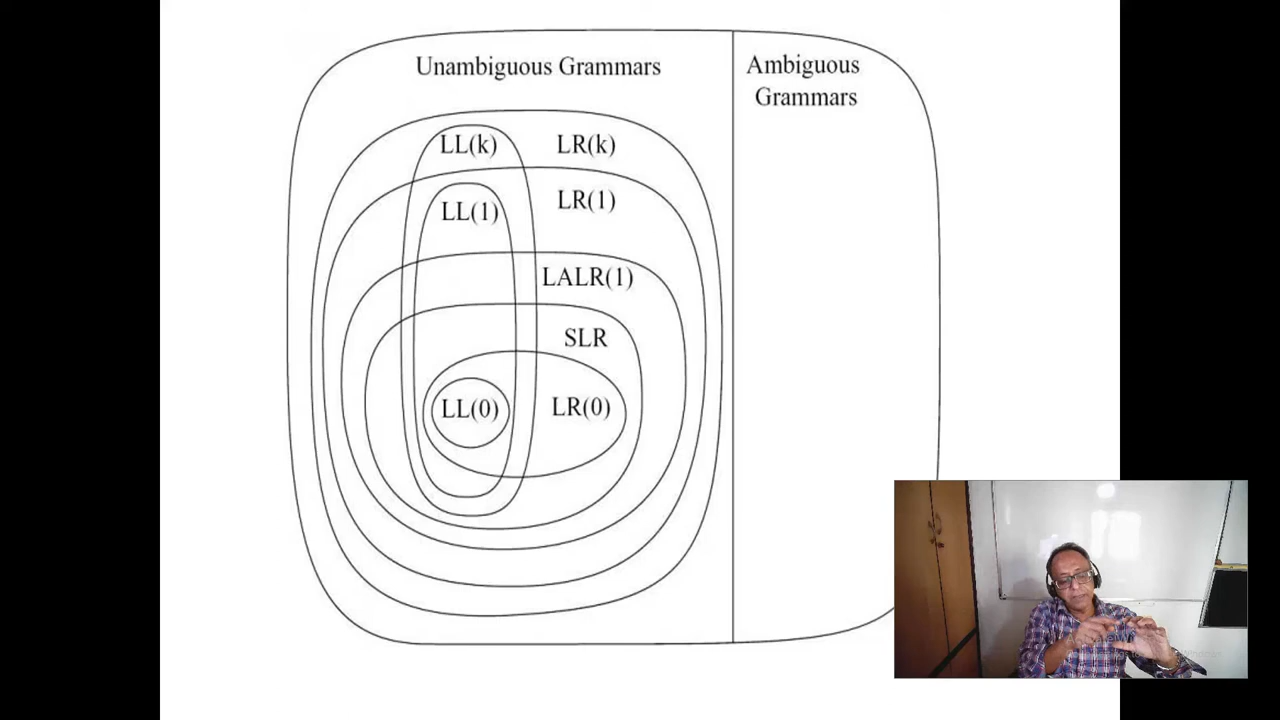 Unambiguous Grammars
Ambiguous
Grammars
LL(k)
LR(k)
LL(1)
LR(1)
LALR(1)
SLR
LL(0)
LR(0)